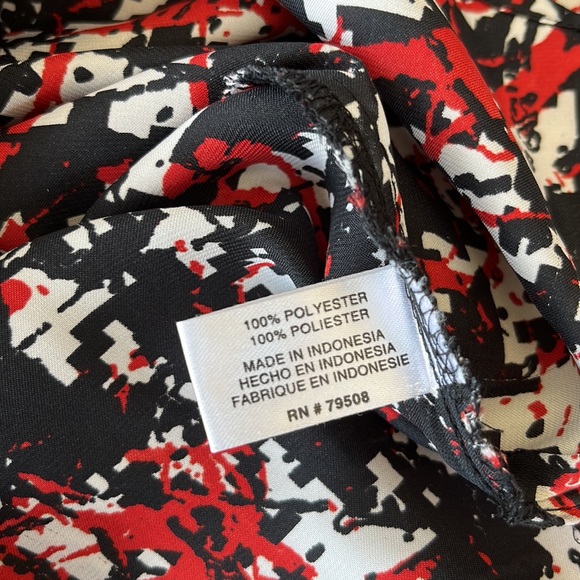 100% POLYESTER
100% POLIESTER
MADE IN INDONESIA
HECHO EN INDONESIA
FABRIQUE EN INDONESIE
RN # 79508